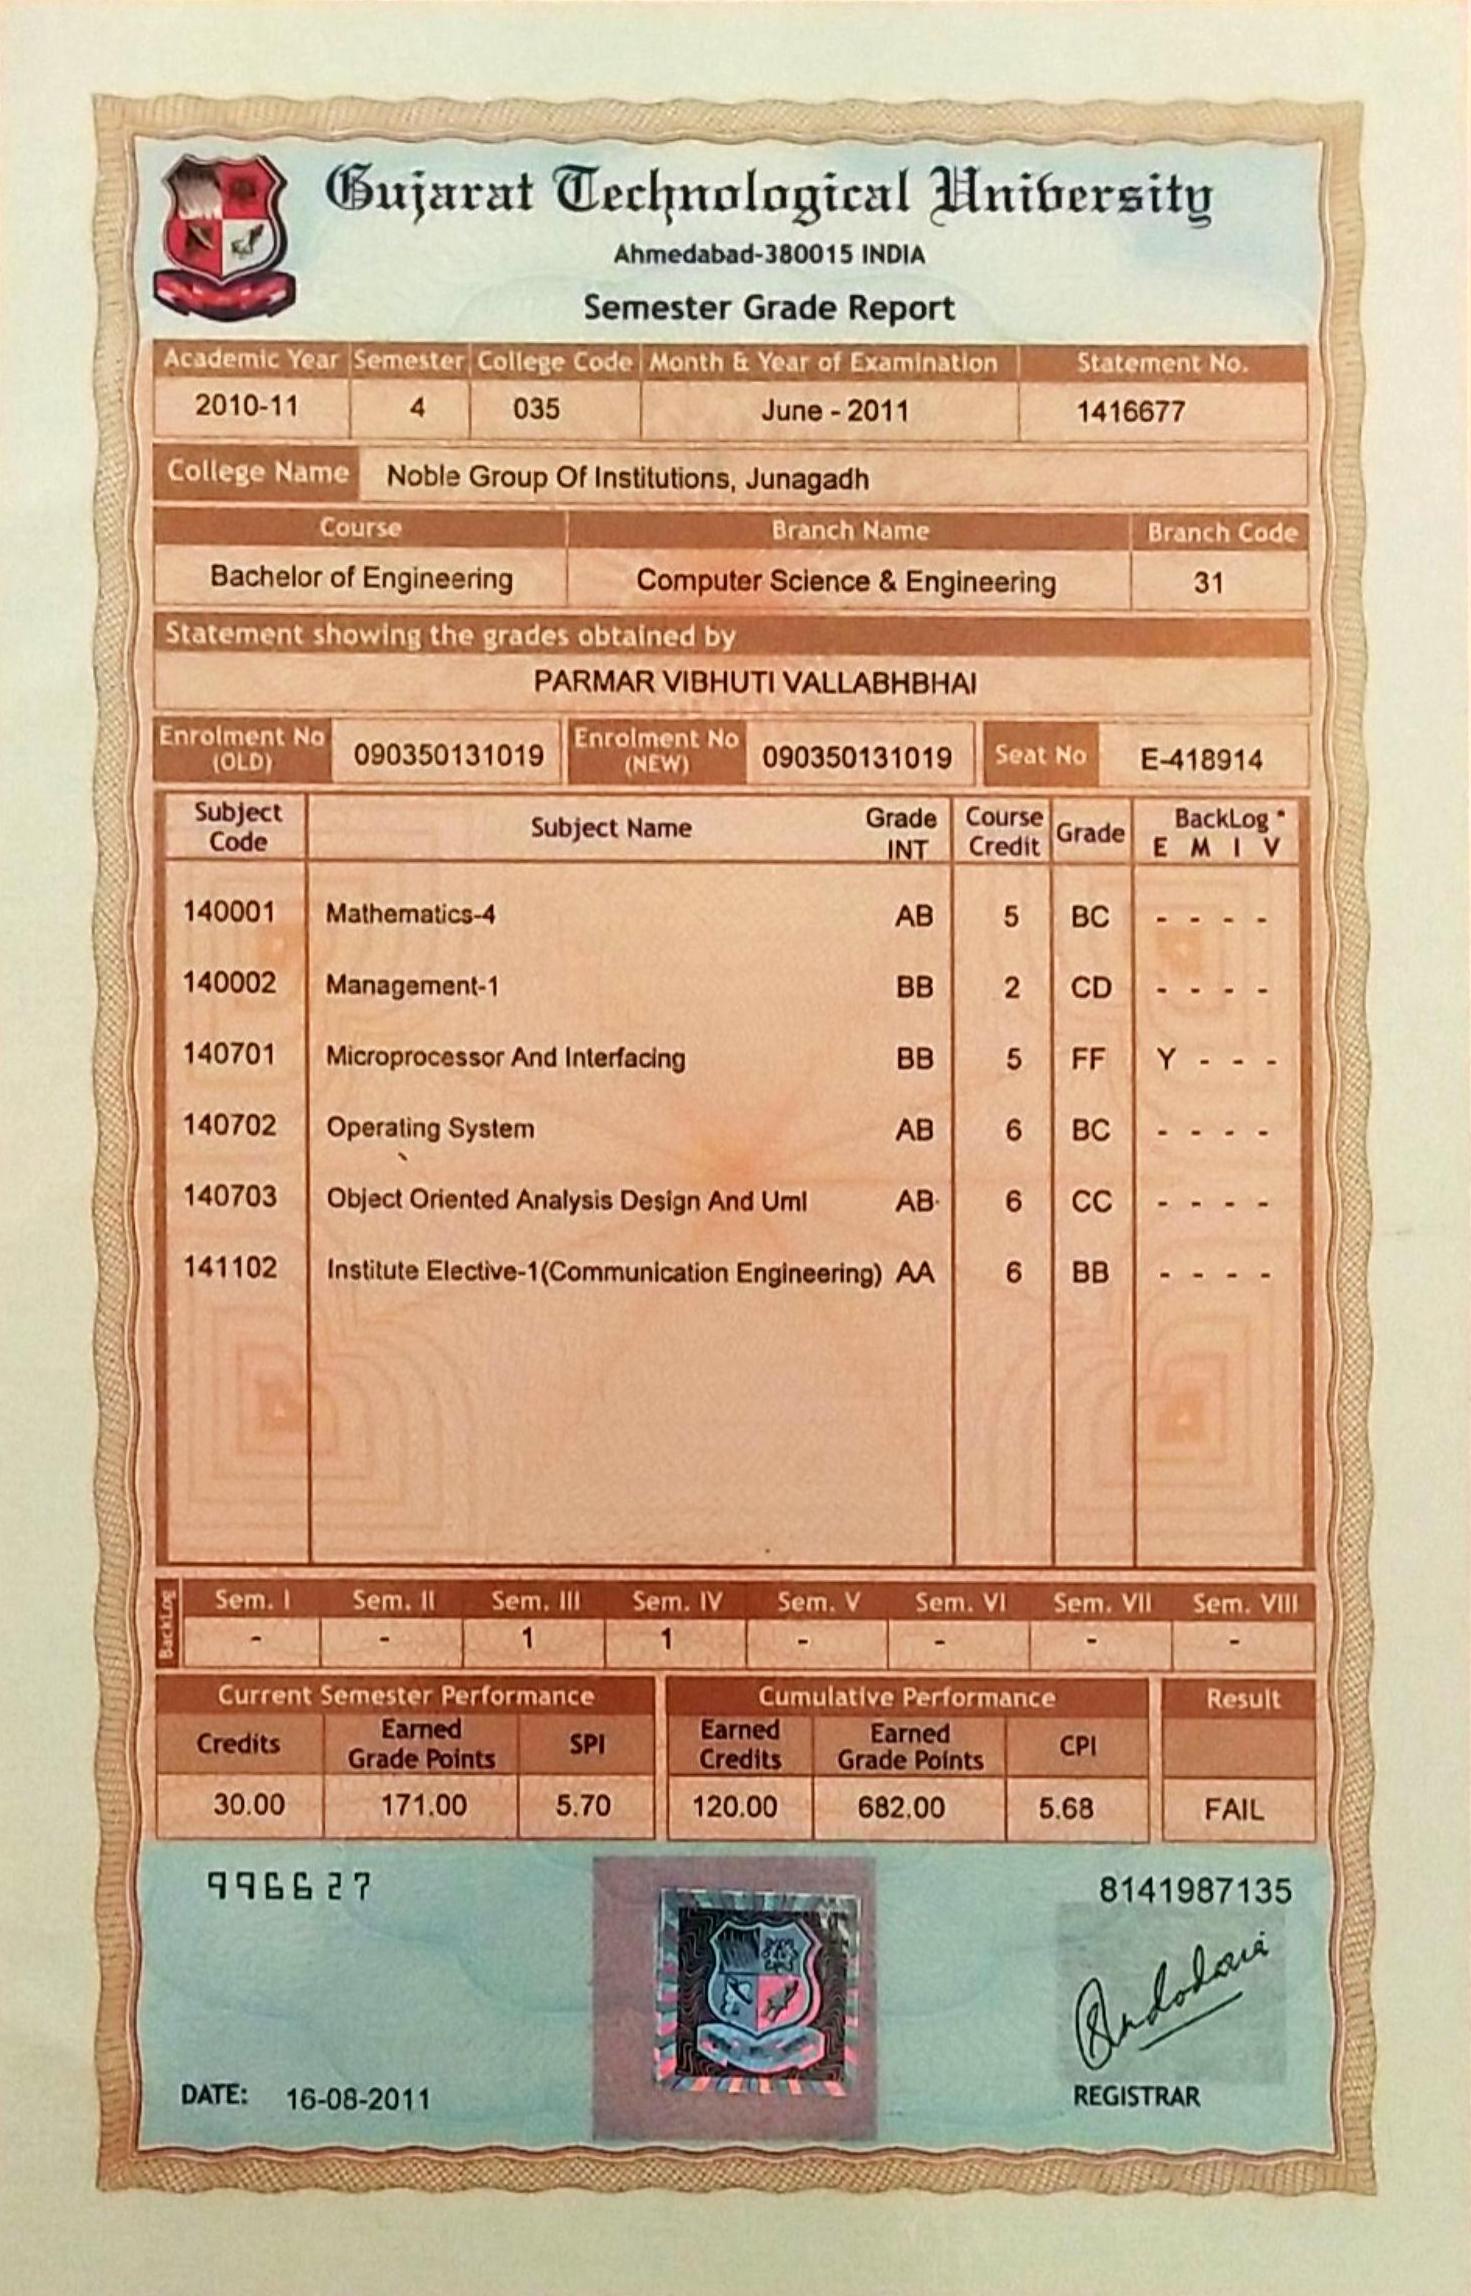 Gujarat Technological University
Ahmedabad-380015 INDIA
Semester Grade Report
Academic Year Semester College Code Month & Year of Examination Statement No.
2010-11 4 035 June - 2011 1416677
College Name Noble Group Of Institutions, Junagadh
Course Branch Name Branch Code
Bachelor of Engineering Computer Science & Engineering 31
Statement showing the grades obtained by
PARMAR VIBHUTI VALLABHBHAI
Enrolment No (OLD) 090350131019 Enrolment No (NEW) 090350131019 Seat No E-418914
Subject Code Subject Name Grade INT Course Credit Grade BackLog * E M I V
140001 Mathematics-4 AB 5 BC - - - -
140002 Management-1 BB 2 CD - - - -
140701 Microprocessor And Interfacing BB 5 FF Y - - -
140702 Operating System AB 6 BC - - - -
140703 Object Oriented Analysis Design And Uml AB 6 CC - - - -
141102 Institute Elective-1(Communication Engineering) AA 6 BB - - - -
BackLog Sem. I Sem. II Sem. III Sem. IV Sem. V Sem. VI Sem. VII Sem. VIII
- - 1 1 - - - -
Current Semester Performance Cumulative Performance Result
Credits Earned Grade Points SPI Earned Credits Earned Grade Points CPI
30.00 171.00 5.70 120.00 682.00 5.68 FAIL
996627 8141987135
DATE: 16-08-2011 REGISTRAR